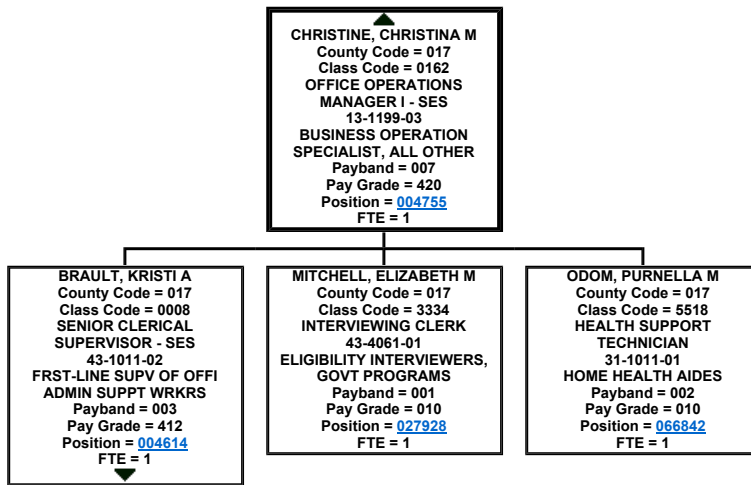 CHRISTINE, CHRISTINA M
County Code = 017
Class Code = 0162
OFFICE OPERATIONS
MANAGER I - SES
13-1199-03
BUSINESS OPERATION
SPECIALIST, ALL OTHER
Payband = 007
Pay Grade = 420
Position = 004755
FTE = 1
BRAULT, KRISTI A
County Code = 017
Class Code = 0008
SENIOR CLERICAL
SUPERVISOR - SES
43-1011-02
FRST-LINE SUPV OF OFFI
ADMIN SUPPT WRKRS
Payband = 003
Pay Grade = 412
Position = 004614
FTE = 1
MITCHELL, ELIZABETH M
County Code = 017
Class Code = 3334
INTERVIEWING CLERK
43-4061-01
ELIGIBILITY INTERVIEWERS,
GOVT PROGRAMS
Payband = 001
Pay Grade = 010
Position = 027928
FTE = 1
ODOM, PURNELLA M
County Code = 017
Class Code = 5518
HEALTH SUPPORT
TECHNICIAN
31-1011-01
HOME HEALTH AIDES
Payband = 002
Pay Grade = 010
Position = 066842
FTE = 1